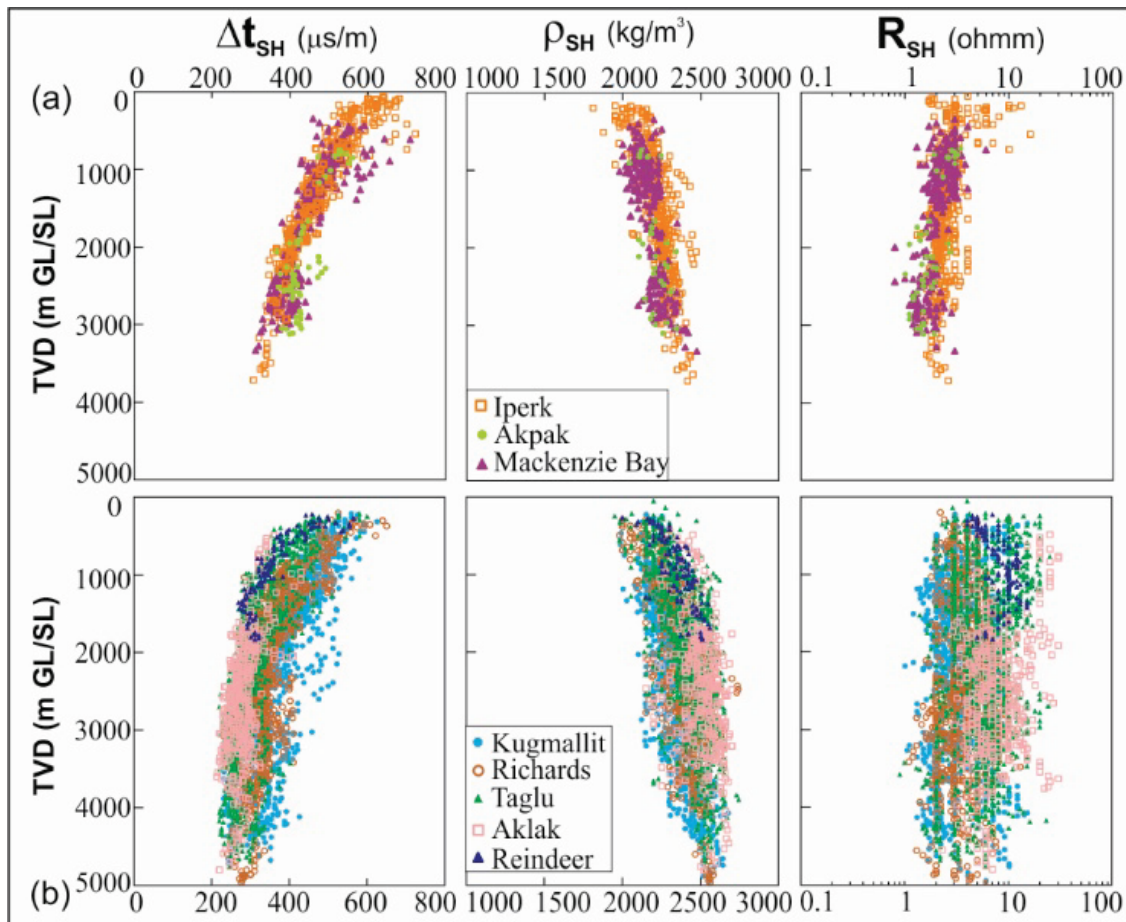 Δt_SH (μs/m) ρ_SH (kg/m³) R_SH (ohmm)
0 200 400 600 800 1000 1500 2000 2500 3000 0.1 1 10 100
(a)
TVD (m GL/SL)
0
1000
2000
3000
4000
5000
Iperk
Akpak
Mackenzie Bay
(b)
TVD (m GL/SL)
0
1000
2000
3000
4000
5000
Kugmallit
Richards
Taglu
Aklak
Reindeer
0 200 400 600 800 1000 1500 2000 2500 3000 0.1 1 10 100